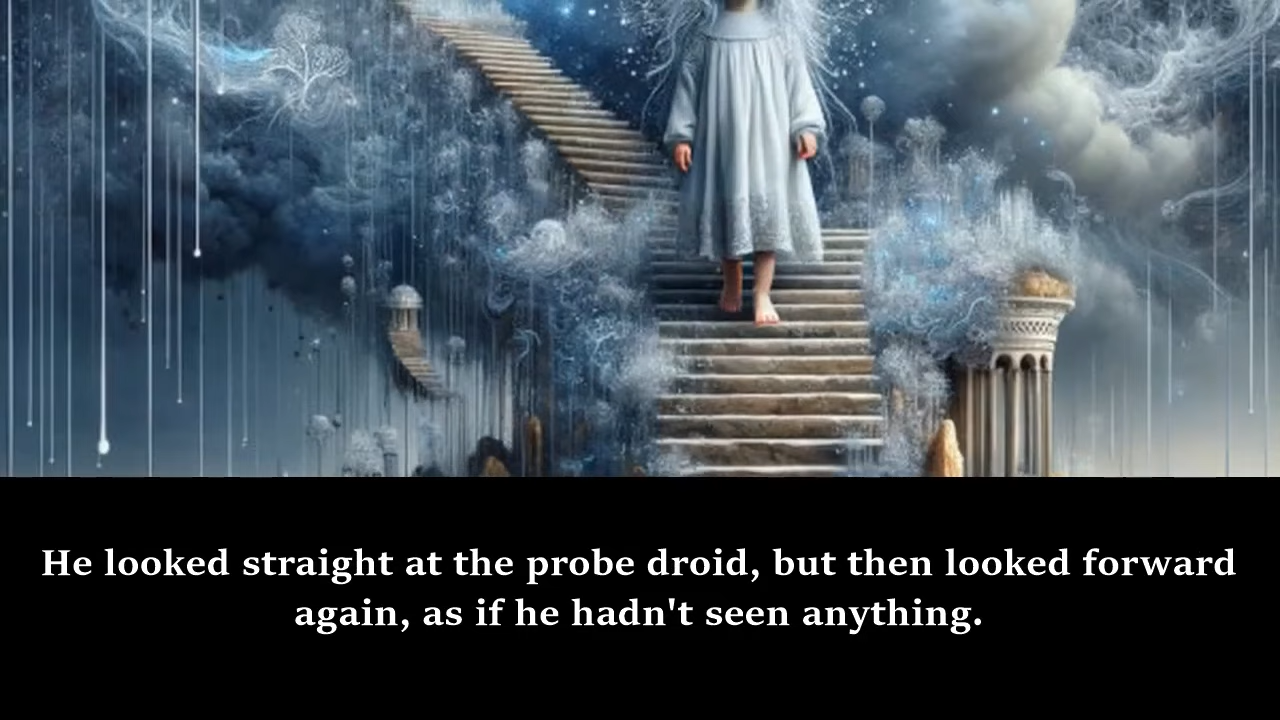 He looked straight at the probe droid, but then looked forward
again, as if he hadn't seen anything.